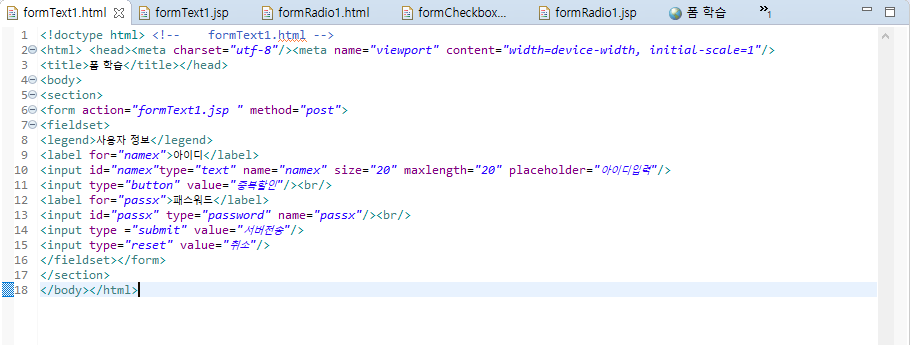 formText1.html formText1.jsp formRadio1.html formCheckbox... formRadio1.jsp 폼 학습 »1
1 <!doctype html> <!-- formText1.html -->
2 <html> <head><meta charset="utf-8"/><meta name="viewport" content="width=device-width, initial-scale=1"/>
3 <title>폼 학습</title></head>
4 <body>
5 <section>
6 <form action="formText1.jsp " method="post">
7 <fieldset>
8 <legend>사용자 정보</legend>
9 <label for="namex">아이디</label>
10 <input id="namex"type="text" name="namex" size="20" maxlength="20" placeholder="아이디입력"/>
11 <input type="button" value="중복할인"/><br/>
12 <label for="passx">패스워드</label>
13 <input id="passx" type="password" name="passx"/><br/>
14 <input type ="submit" value="서버전송"/>
15 <input type="reset" value="취소"/>
16 </fieldset></form>
17 </section>
18 </body></html>